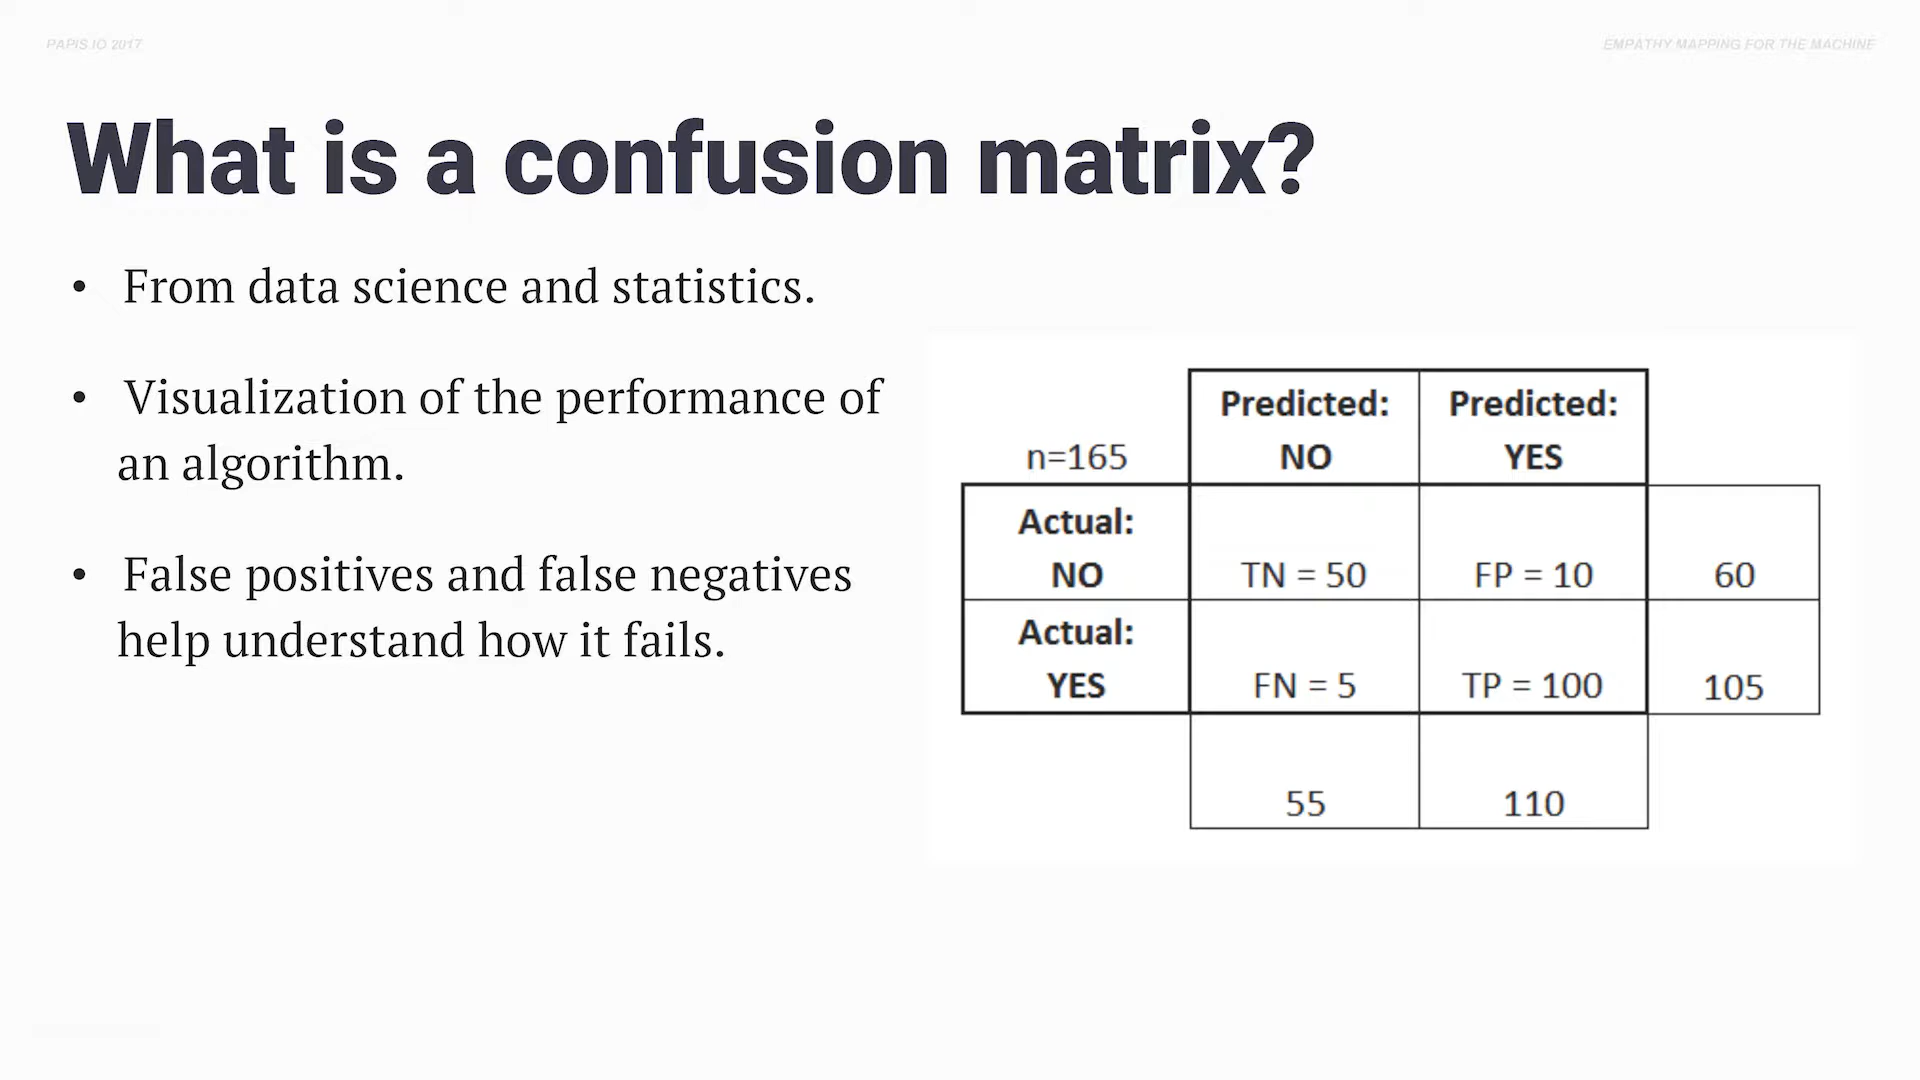 PAPIS.IO 2017
EMPATHY MAPPING FOR THE MACHINE
What is a confusion matrix?
• From data science and statistics.
• Visualization of the performance of
an algorithm.
• False positives and false negatives
help understand how it fails.
Predicted: Predicted:
n=165 NO YES
Actual:
NO TN = 50 FP = 10 60
Actual:
YES FN = 5 TP = 100 105
55 110